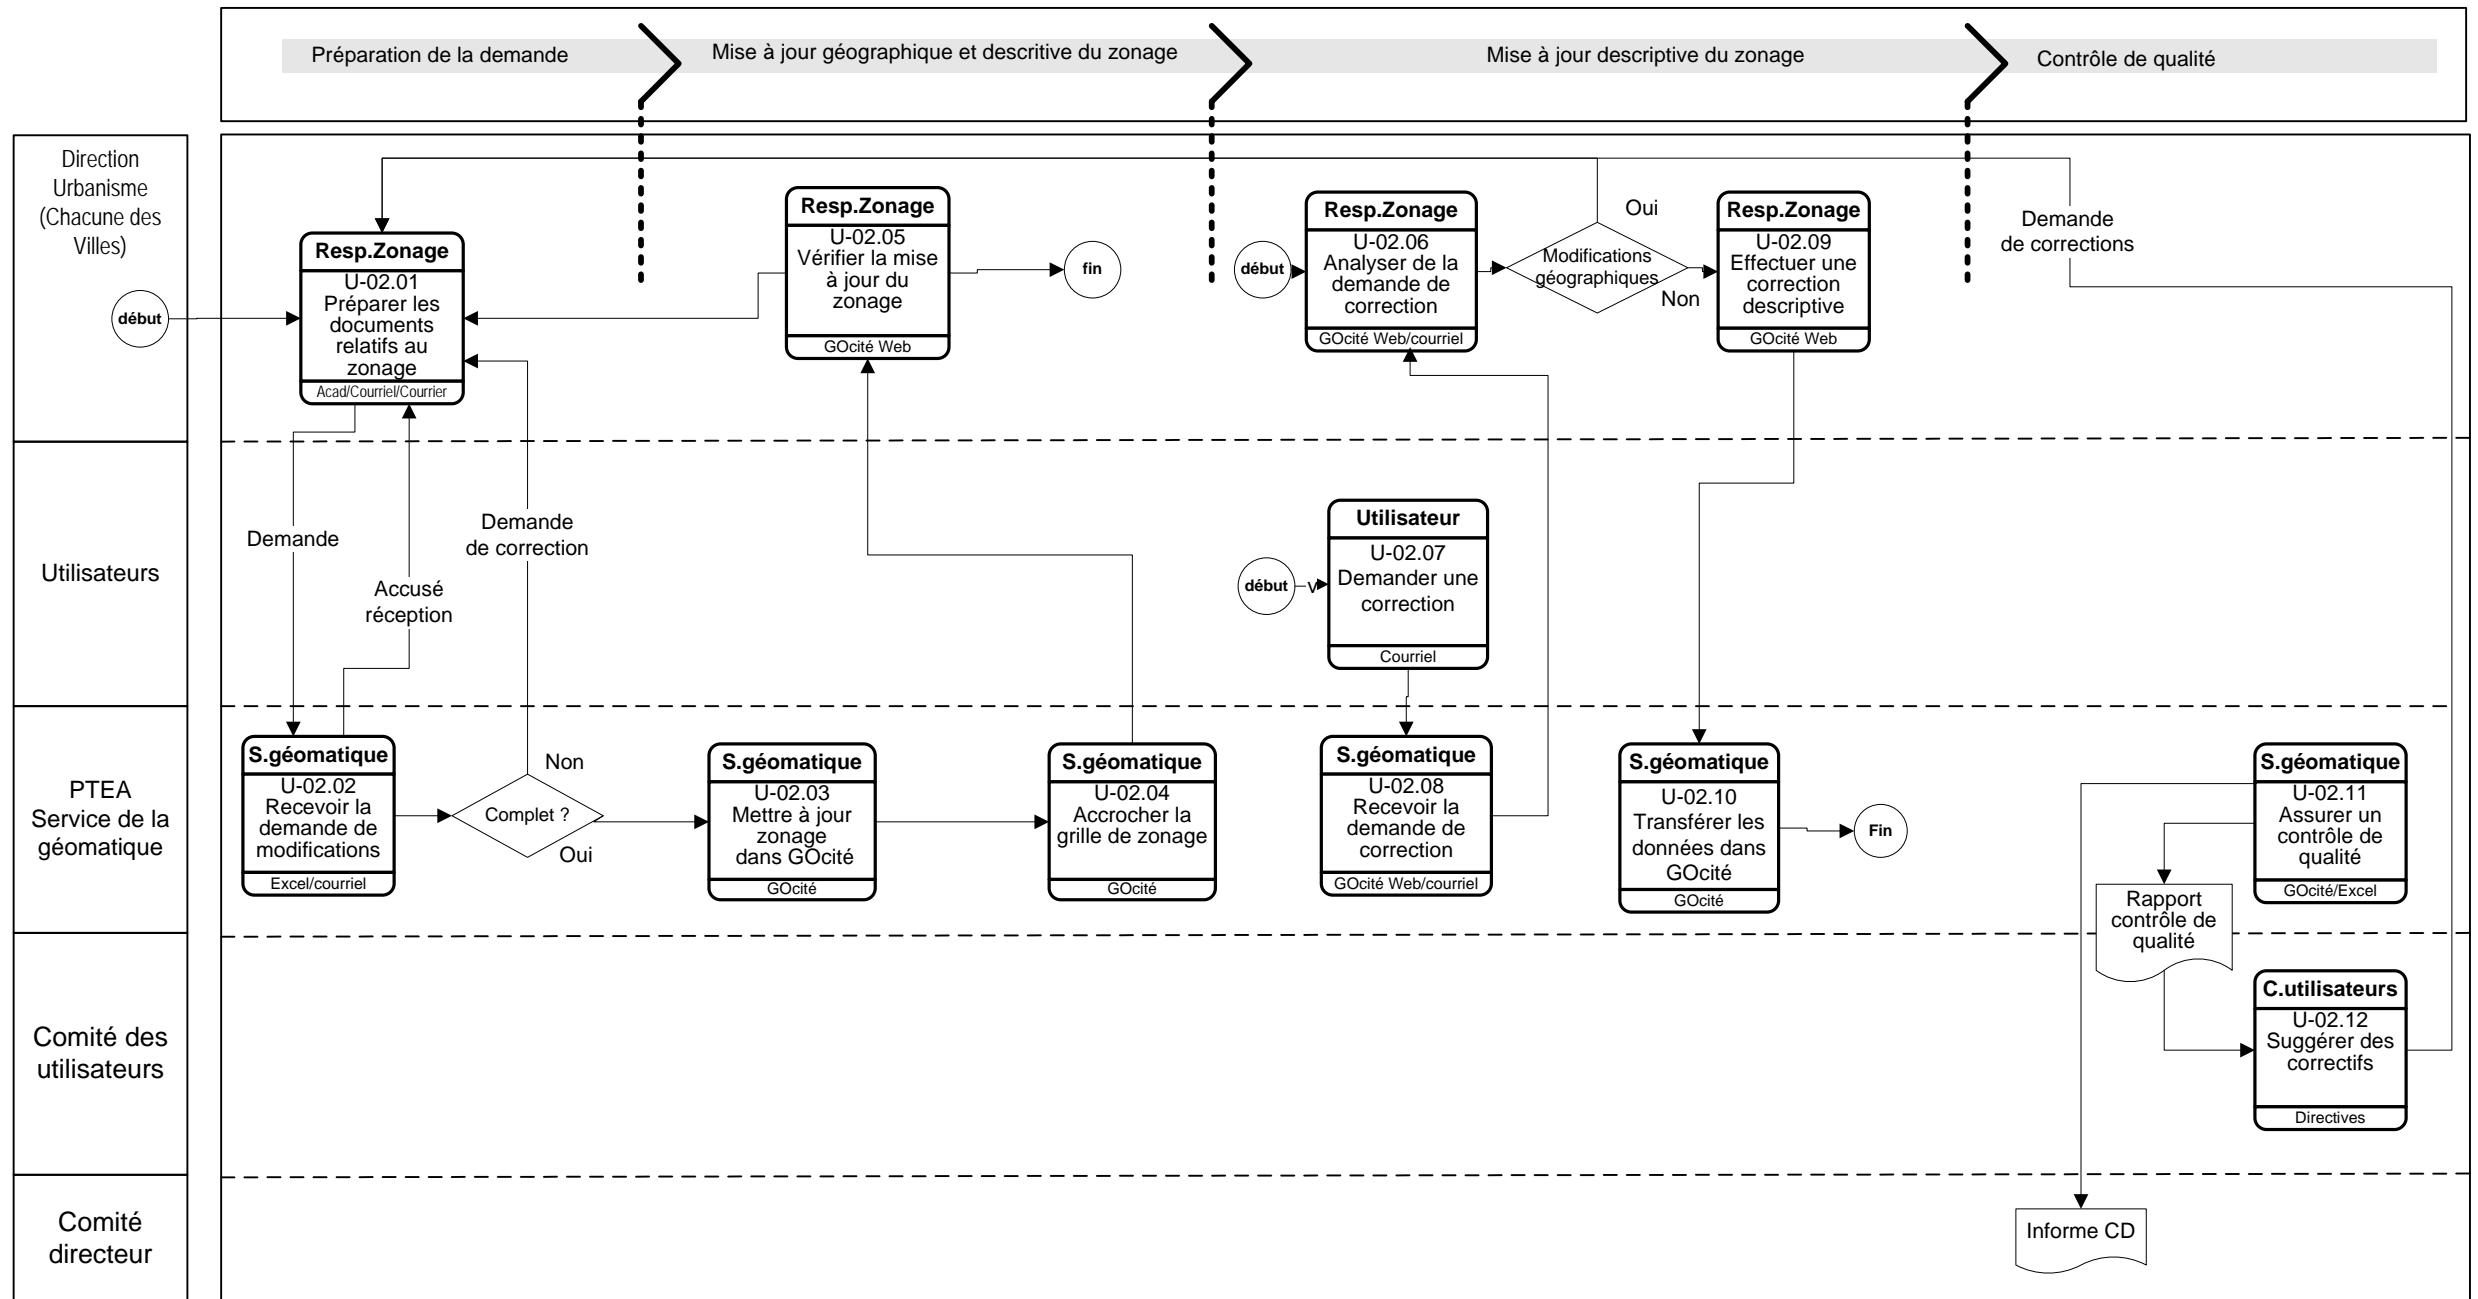 Préparation de la demande
Mise à jour géographique et descritive du zonage
Mise à jour descriptive du zonage
Contrôle de qualité
Direction
Urbanisme
(Chacune des
Villes)
début
Resp.Zonage
U-02.01
Préparer les
documents
relatifs au
zonage
Acad/Courriel/Courrier
Resp.Zonage
U-02.05
Vérifier la mise
à jour du
zonage
GOcité Web
fin
début
Resp.Zonage
U-02.06
Analyser de la
demande de
correction
GOcité Web/courriel
Modifications
géographiques
Oui
Non
Resp.Zonage
U-02.09
Effectuer une
correction
descriptive
GOcité Web
Demande
de corrections
Utilisateurs
Demande
Accusé
réception
Demande
de correction
début
v
Utilisateur
U-02.07
Demander une
correction
Courriel
PTEA
Service de la
géomatique
S.géomatique
U-02.02
Recevoir la
demande de
modifications
Excel/courriel
Complet ?
Non
Oui
S.géomatique
U-02.03
Mettre à jour
zonage
dans GOcité
GOcité
S.géomatique
U-02.04
Accrocher la
grille de zonage
GOcité
S.géomatique
U-02.08
Recevoir la
demande de
correction
GOcité Web/courriel
S.géomatique
U-02.10
Transférer les
données dans
GOcité
GOcité
Fin
S.géomatique
U-02.11
Assurer un
contrôle de
qualité
GOcité/Excel
Rapport
contrôle de
qualité
Comité des
utilisateurs
C.utilisateurs
U-02.12
Suggérer des
correctifs
Directives
Comité
directeur
Informe CD